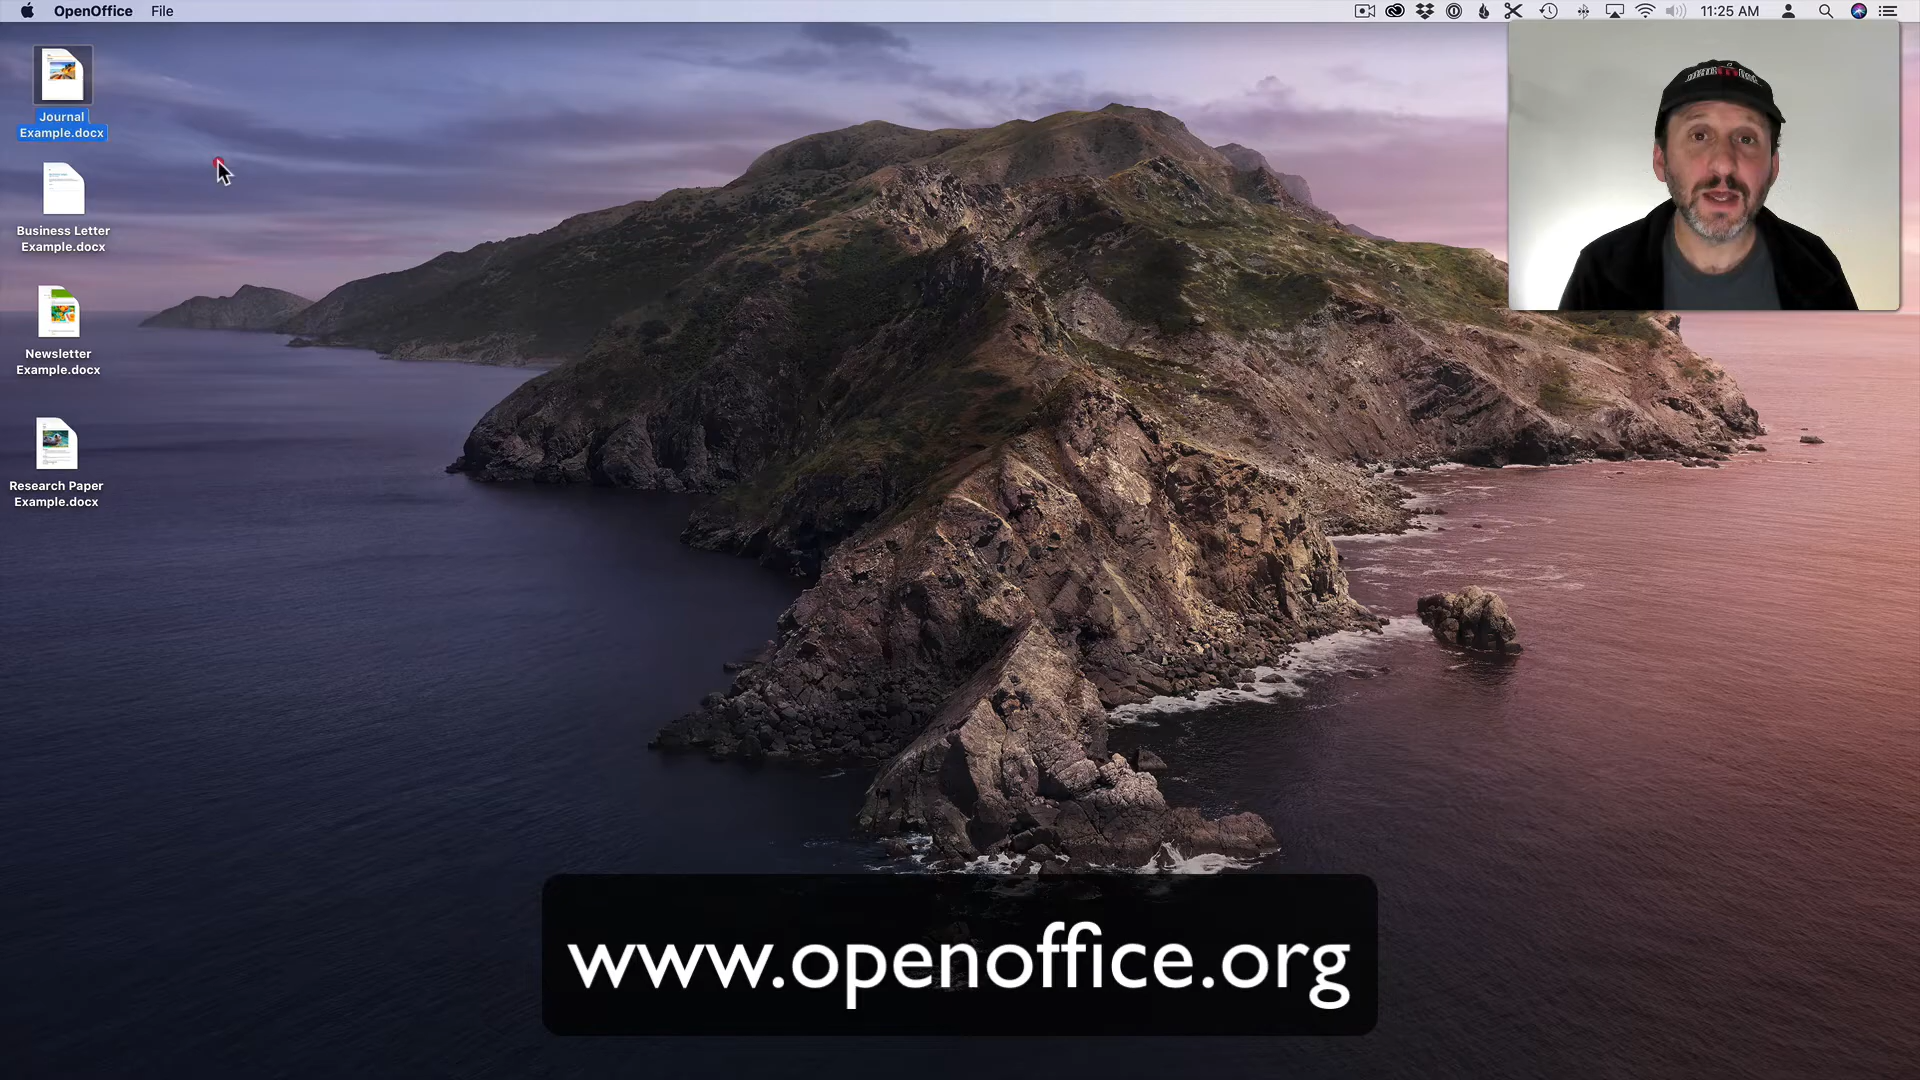 OpenOffice File 11:25 AM
Journal
Example.docx
Business Letter
Example.docx
Newsletter
Example.docx
Research Paper
Example.docx
www.openoffice.org